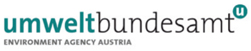 umweltbundesamt u
ENVIRONMENT AGENCY AUSTRIA